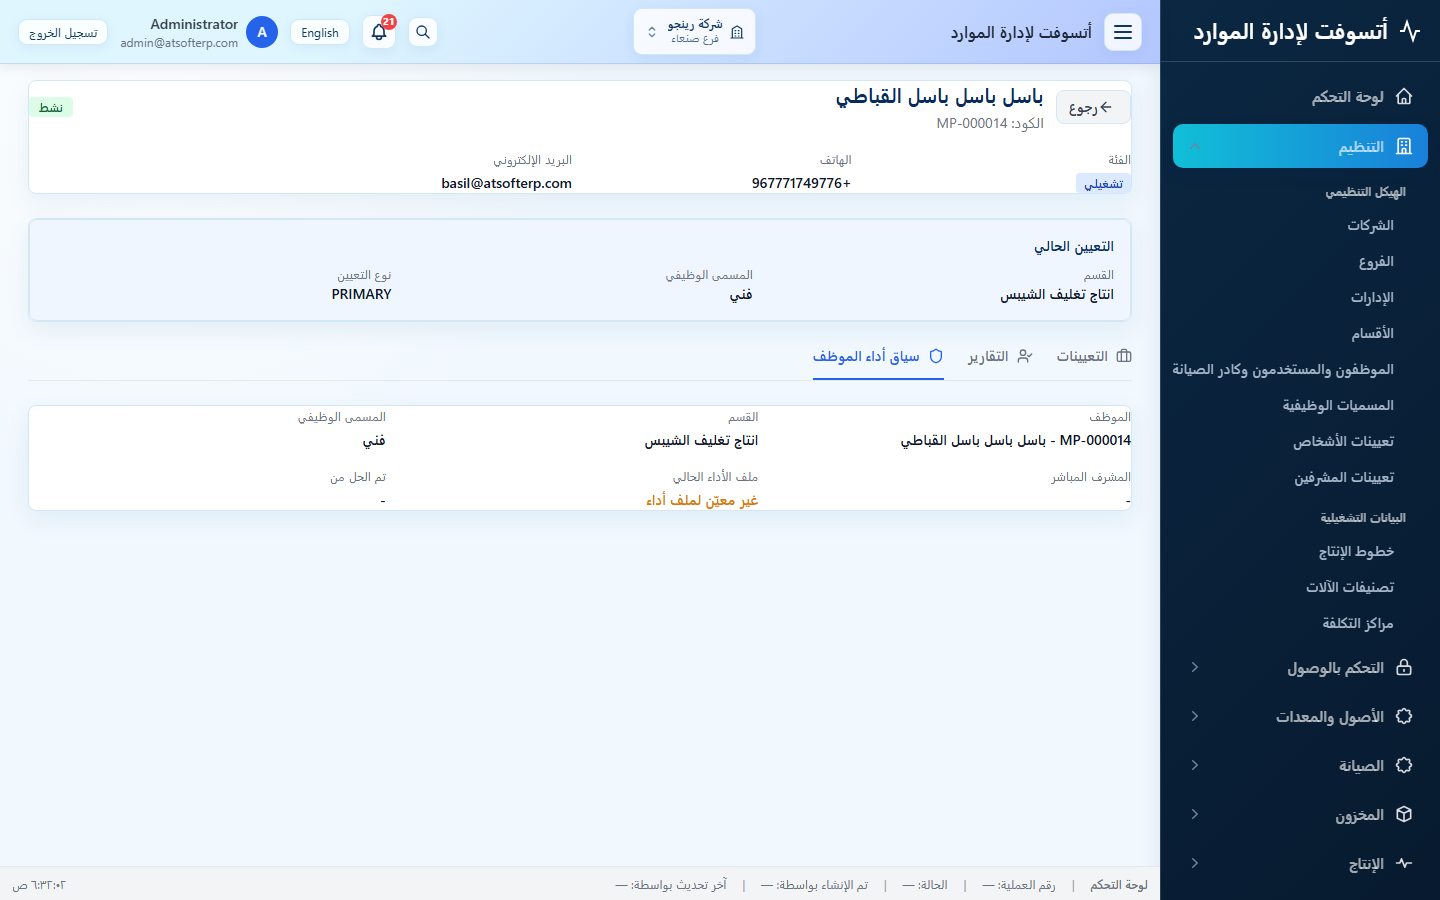 أتسوفت لإدارة الموارد
لوحة التحكم
التنظيم
الهيكل التنظيمي
الشركات
الفروع
الإدارات
الأقسام
الموظفون والمستخدمون وكادر الصيانة
المسميات الوظيفية
تعيينات الأشخاص
تعيينات المشرفين
البيانات التشغيلية
خطوط الإنتاج
تصنيفات الآلات
مراكز التكلفة
التحكم بالوصول
الأصول والمعدات
الصيانة
المخزون
الإنتاج
أتسوفت لإدارة الموارد
شركة رينجو
فرع صنعاء
21
English
A
Administrator
admin@atsofterp.com
تسجيل الخروج
رجوع
باسل باسل باسل القباطي
الكود: MP-000014
نشط
الفئة
تشغيلي
الهاتف
+967771749776
البريد الإلكتروني
basil@atsofterp.com
التعيين الحالي
القسم
انتاج تغليف الشيبس
المسمى الوظيفي
فني
نوع التعيين
PRIMARY
التعيينات
التقارير
سياق أداء الموظف
الموظف
MP-000014 - باسل باسل باسل القباطي
القسم
انتاج تغليف الشيبس
المسمى الوظيفي
فني
المشرف المباشر
-
ملف الأداء الحالي
غير معيّن لملف أداء
تم الحل من
-
لوحة التحكم | رقم العملية: — | الحالة: — | تم الإنشاء بواسطة: — | آخر تحديث بواسطة: —
٦:٣٢:٠٢ ص